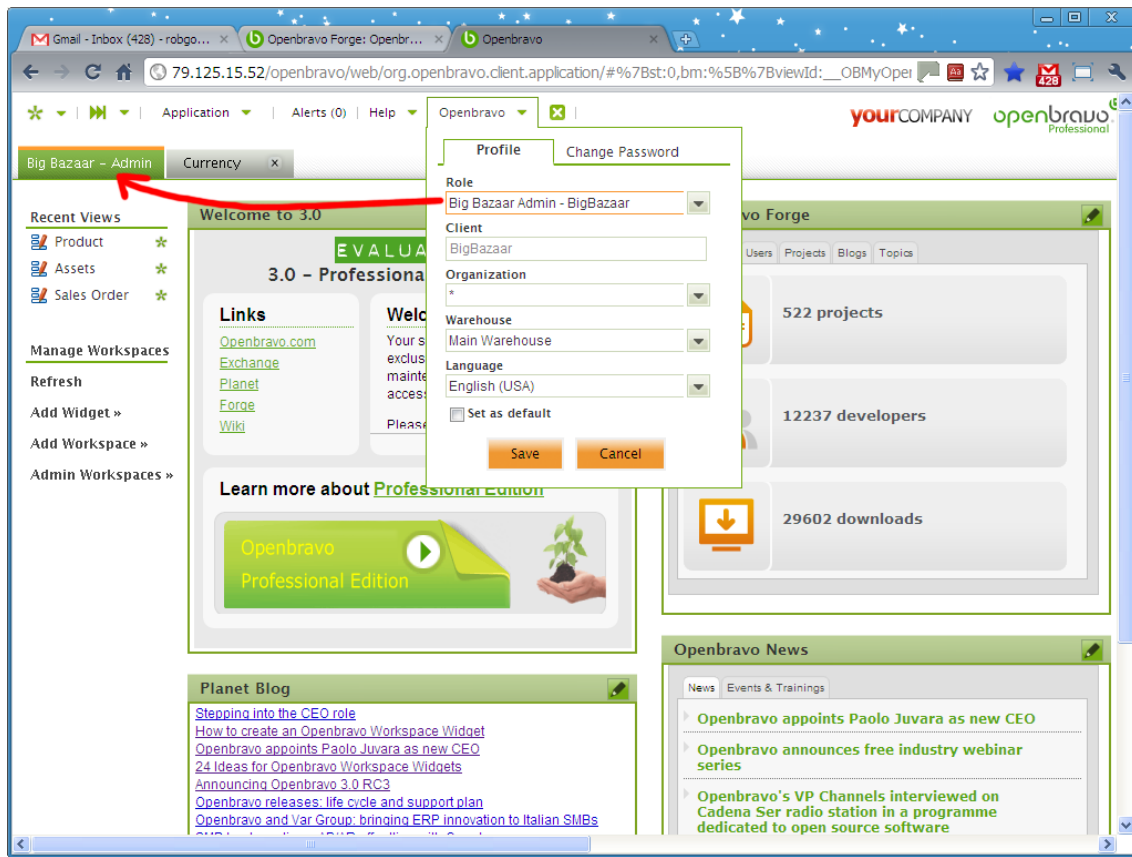 Gmail - Inbox (428) - robgo...
Openbravo Forge: Openbr...
Openbravo
79.125.15.52/openbravo/web/org.openbravo.client.application/#%7Bst:0,bm:%5B%7BviewId:__OBMyOper
428
Application
Alerts (0)
Help
Openbravo
yourCOMPANY
openbravo
Professional
Big Bazaar – Admin
Currency
Profile
Change Password
Role
Big Bazaar Admin - BigBazaar
Client
BigBazaar
Organization
*
Warehouse
Main Warehouse
Language
English (USA)
Set as default
Save
Cancel
Recent Views
Product
Assets
Sales Order
Manage Workspaces
Refresh
Add Widget »
Add Workspace »
Admin Workspaces »
Welcome to 3.0
EVALUA
3.0 – Professiona
Links
Openbravo.com
Exchange
Planet
Forge
Wiki
Welc
Your s
exclus
mainte
access
Please
Learn more about Professional Edition
Openbravo
Professional Edition
Planet Blog
Stepping into the CEO role
How to create an Openbravo Workspace Widget
Openbravo appoints Paolo Juvara as new CEO
24 Ideas for Openbravo Workspace Widgets
Announcing Openbravo 3.0 RC3
Openbravo releases: life cycle and support plan
Openbravo and Var Group: bringing ERP innovation to Italian SMBs
vo Forge
Users
Projects
Blogs
Topics
522 projects
12237 developers
29602 downloads
Openbravo News
News
Events & Trainings
Openbravo appoints Paolo Juvara as new CEO
Openbravo announces free industry webinar
series
Openbravo's VP Channels interviewed on
Cadena Ser radio station in a programme
dedicated to open source software